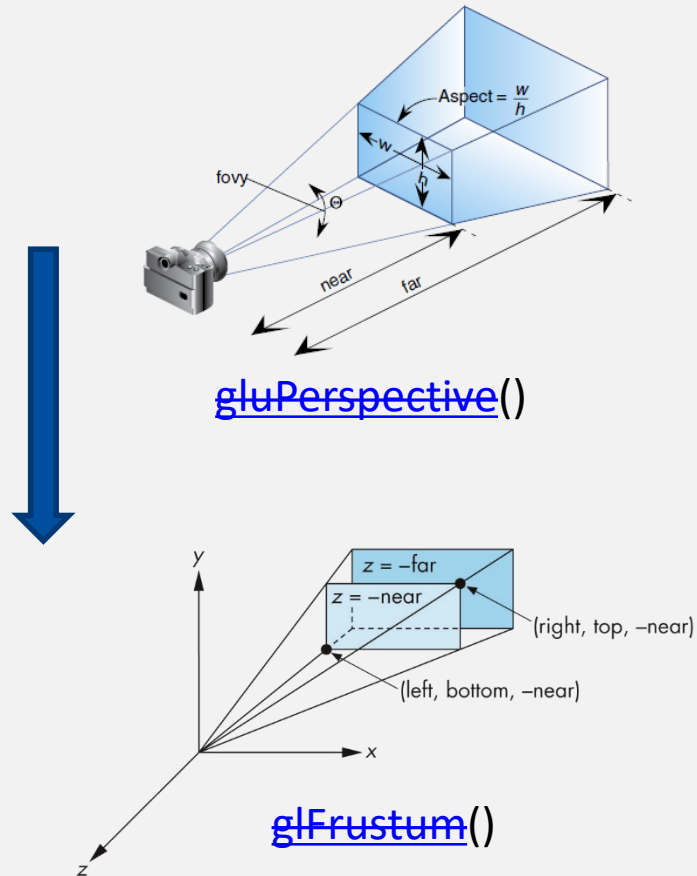 Aspect = w/h
w
h
fovy
Θ
near
far
gluPerspective()
y
z = –far
z = –near
(right, top, –near)
(left, bottom, –near)
x
glFrustum()
z